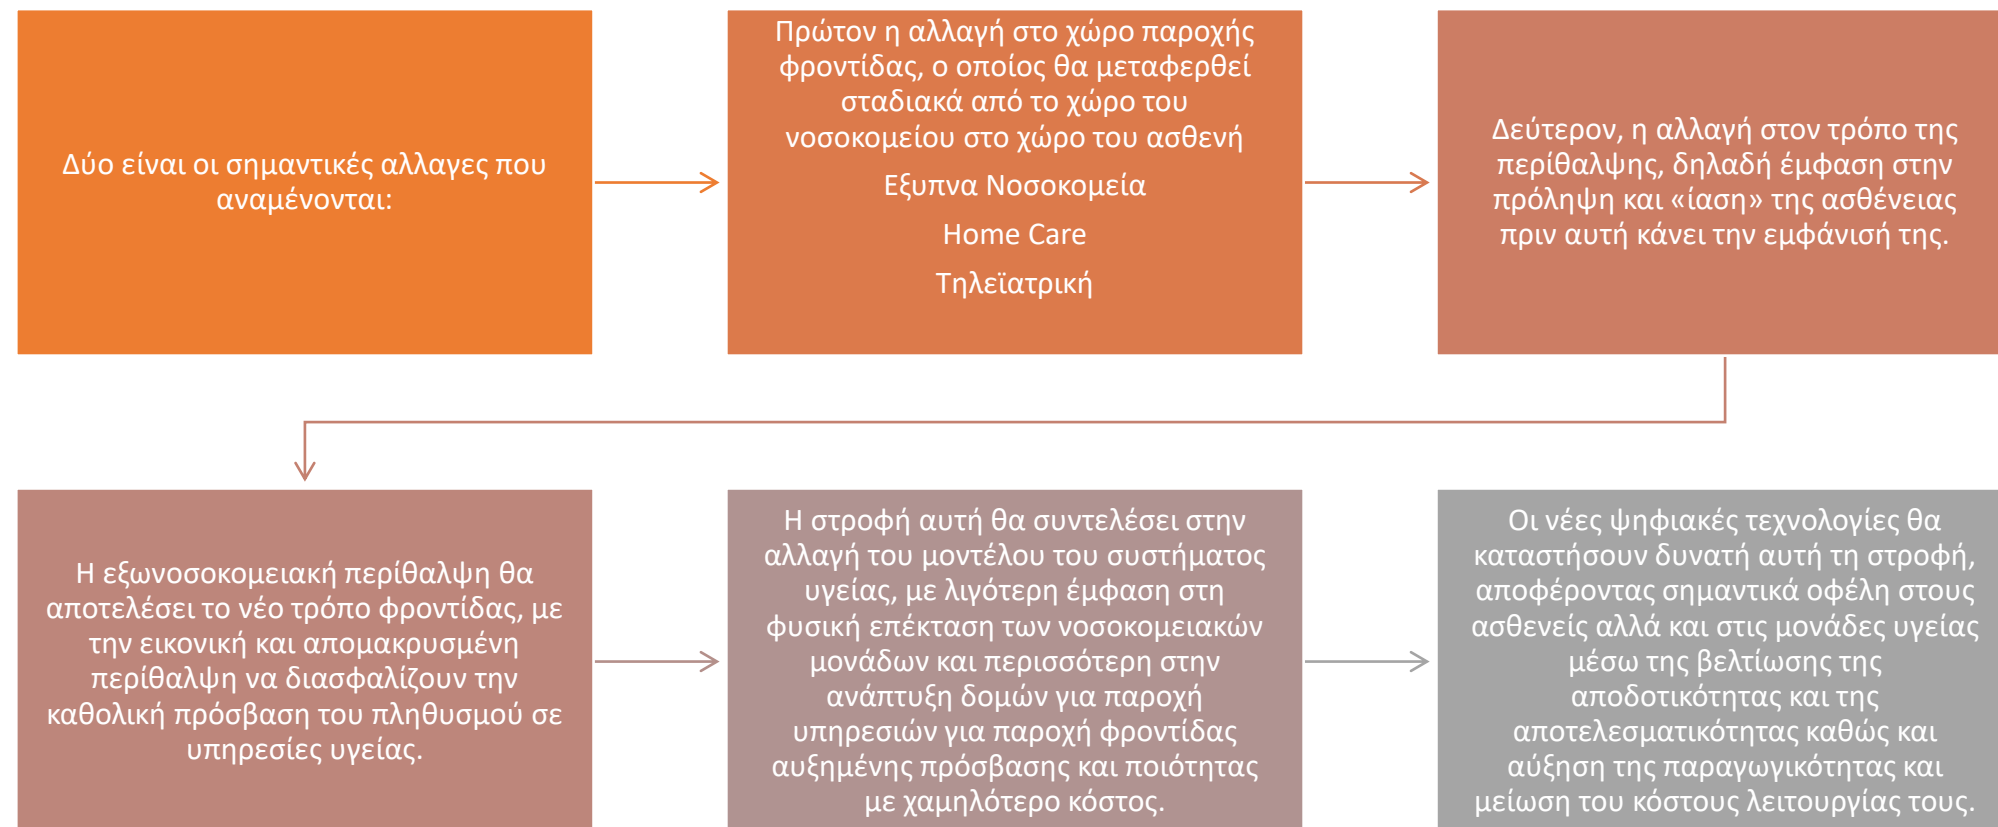 Δύο είναι οι σημαντικές αλλαγες που
αναμένονται:
Πρώτον η αλλαγή στο χώρο παροχής
φροντίδας, ο οποίος θα μεταφερθεί
σταδιακά από το χώρο του
νοσοκομείου στο χώρο του ασθενή
Εξυπνα Νοσοκομεία
Home Care
Τηλεϊατρική
Δεύτερον, η αλλαγή στον τρόπο της
περίθαλψης, δηλαδή έμφαση στην
πρόληψη και «ίαση» της ασθένειας
πριν αυτή κάνει την εμφάνισή της.
Η εξωνοσοκομειακή περίθαλψη θα
αποτελέσει το νέο τρόπο φροντίδας, με
την εικονική και απομακρυσμένη
περίθαλψη να διασφαλίζουν την
καθολική πρόσβαση του πληθυσμού σε
υπηρεσίες υγείας.
Η στροφή αυτή θα συντελέσει στην
αλλαγή του μοντέλου του συστήματος
υγείας, με λιγότερη έμφαση στη
φυσική επέκταση των νοσοκομειακών
μονάδων και περισσότερη στην
ανάπτυξη δομών για παροχή
υπηρεσιών για παροχή φροντίδας
αυξημένης πρόσβασης και ποιότητας
με χαμηλότερο κόστος.
Οι νέες ψηφιακές τεχνολογίες θα
καταστήσουν δυνατή αυτή τη στροφή,
αποφέροντας σημαντικά οφέλη στους
ασθενείς αλλά και στις μονάδες υγείας
μέσω της βελτίωσης της
αποδοτικότητας και της
αποτελεσματικότητας καθώς και
αύξηση της παραγωγικότητας και
μείωση του κόστους λειτουργίας τους.